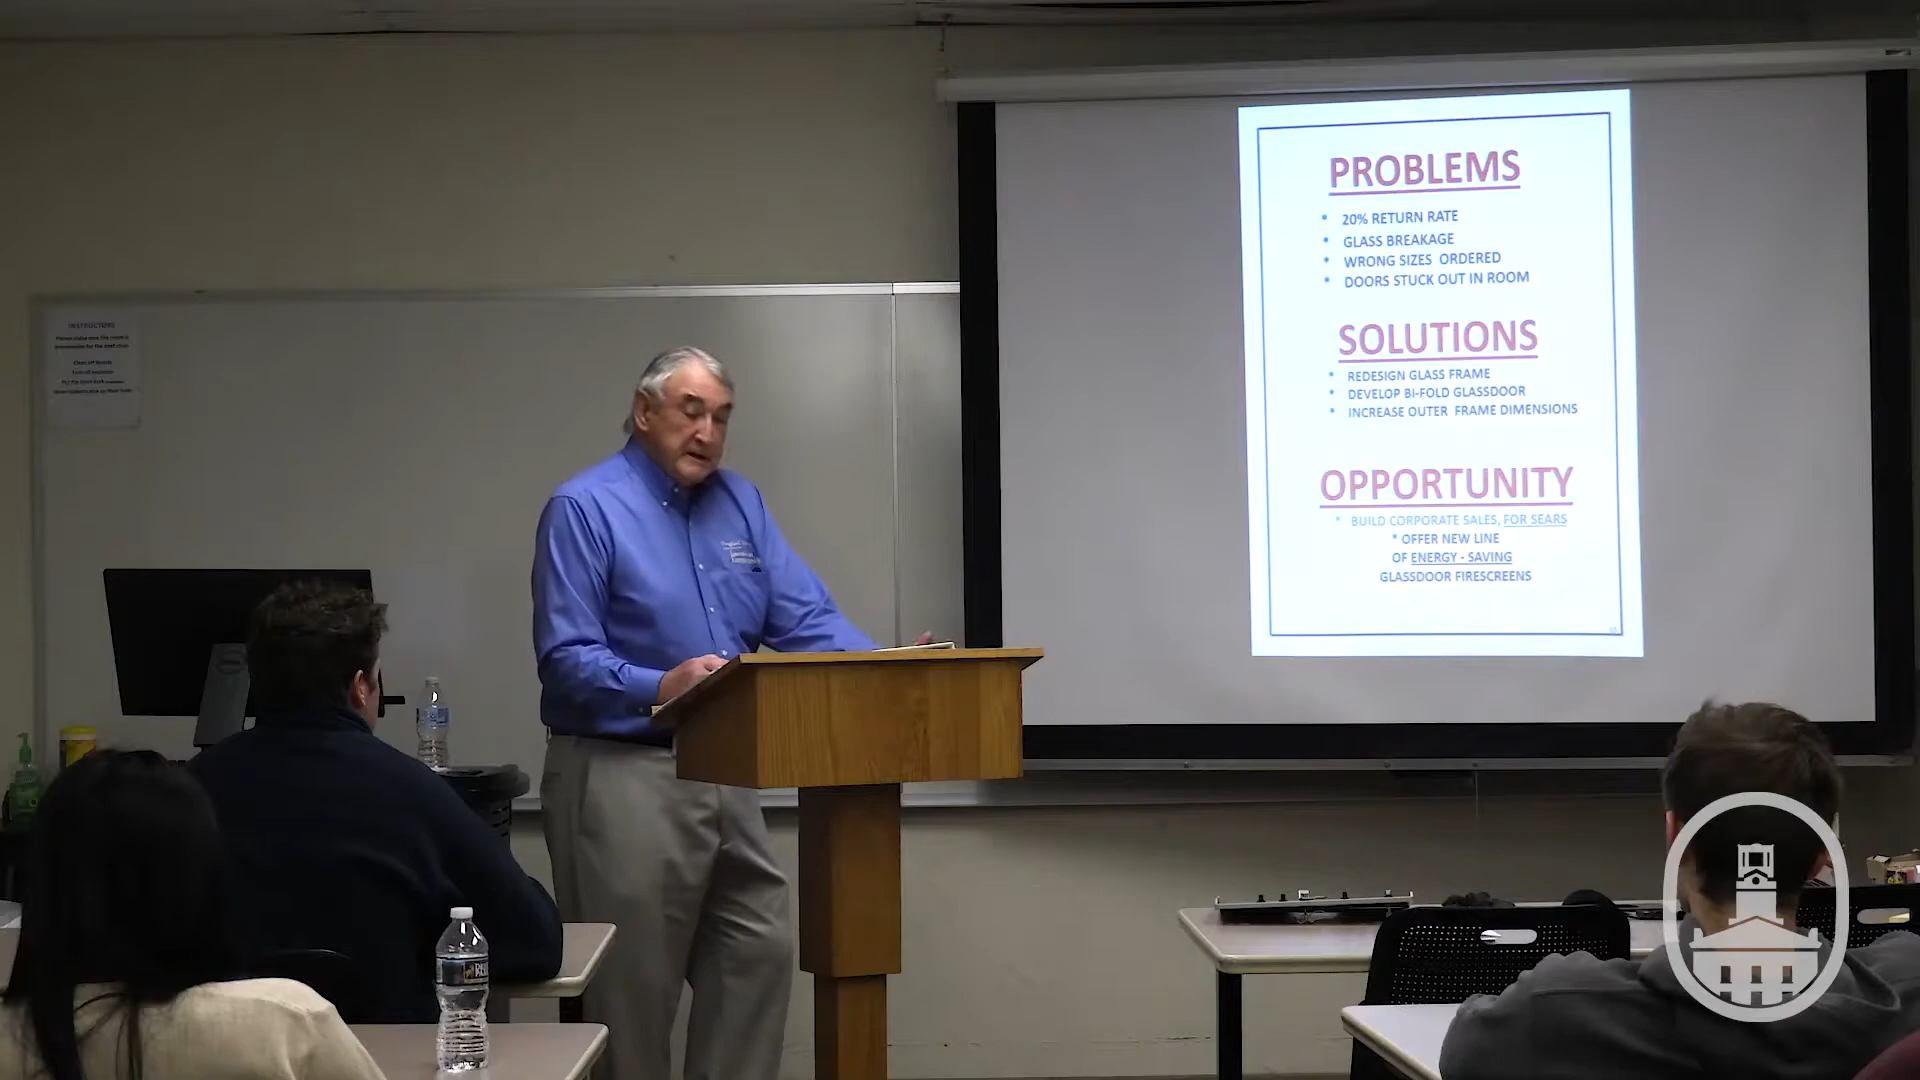 PROBLEMS
* 20% RETURN RATE
* GLASS BREAKAGE
* WRONG SIZES ORDERED
* DOORS STUCK OUT IN ROOM
SOLUTIONS
* REDESIGN GLASS FRAME
* DEVELOP BI-FOLD GLASSDOOR
* INCREASE OUTER FRAME DIMENSIONS
OPPORTUNITY
* BUILD CORPORATE SALES, FOR SEARS
* OFFER NEW LINE
OF ENERGY - SAVING
GLASSDOOR FIRESCREENS
INSTRUCTORS